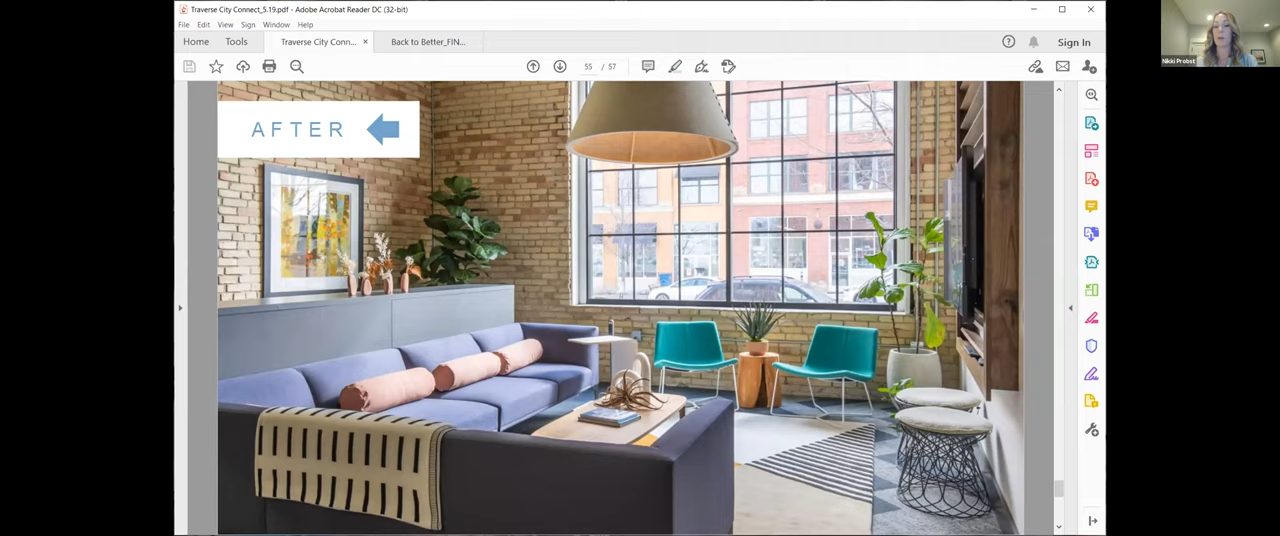 Traverse City Connect_5.19.pdf - Adobe Acrobat Reader DC (32-bit)
File Edit View Sign Window Help
Home Tools Traverse City Conn... × Back to Better_FIN... Sign In
55 / 57
AFTER
Nikki Probst